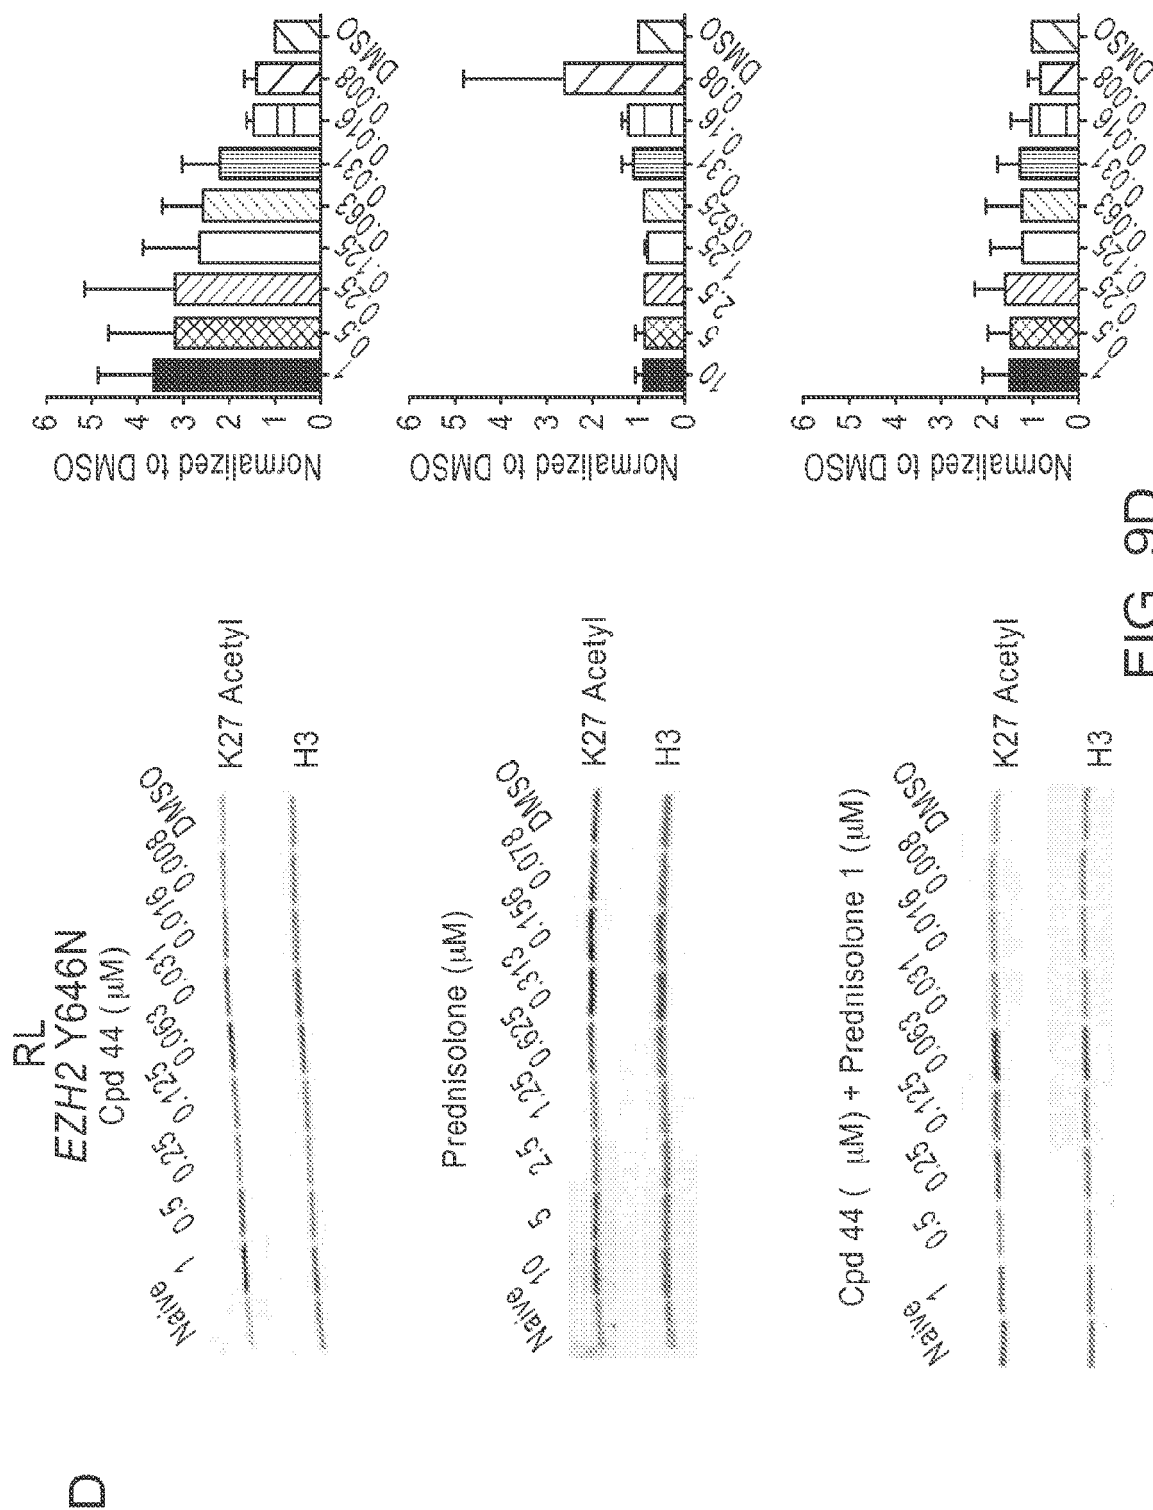 D
RL
EZH2 Y646N
Cpd 44 (µM)
Naive 1 0.5 0.25 0.125 0.063 0.031 0.016 0.008 DMSO
K27 Acetyl
H3
Normalized to DMSO
6
5
4
3
2
1
0
1 0.5 0.25 0.125 0.063 0.031 0.016 0.008 DMSO
Prednisolone (µM)
Naive 10 5 2.5 1.25 0.625 0.313 0.156 0.078 DMSO
K27 Acetyl
H3
Normalized to DMSO
6
5
4
3
2
1
0
10 5 2.5 1.25 0.625 0.31 0.16 0.08 DMSO
Cpd 44 ( µM) + Prednisolone 1 (µM)
Naive 1 0.5 0.25 0.125 0.063 0.031 0.016 0.008 DMSO
K27 Acetyl
H3
Normalized to DMSO
6
5
4
3
2
1
0
1 0.5 0.25 0.125 0.063 0.031 0.016 0.008 DMSO
FIG. 9D